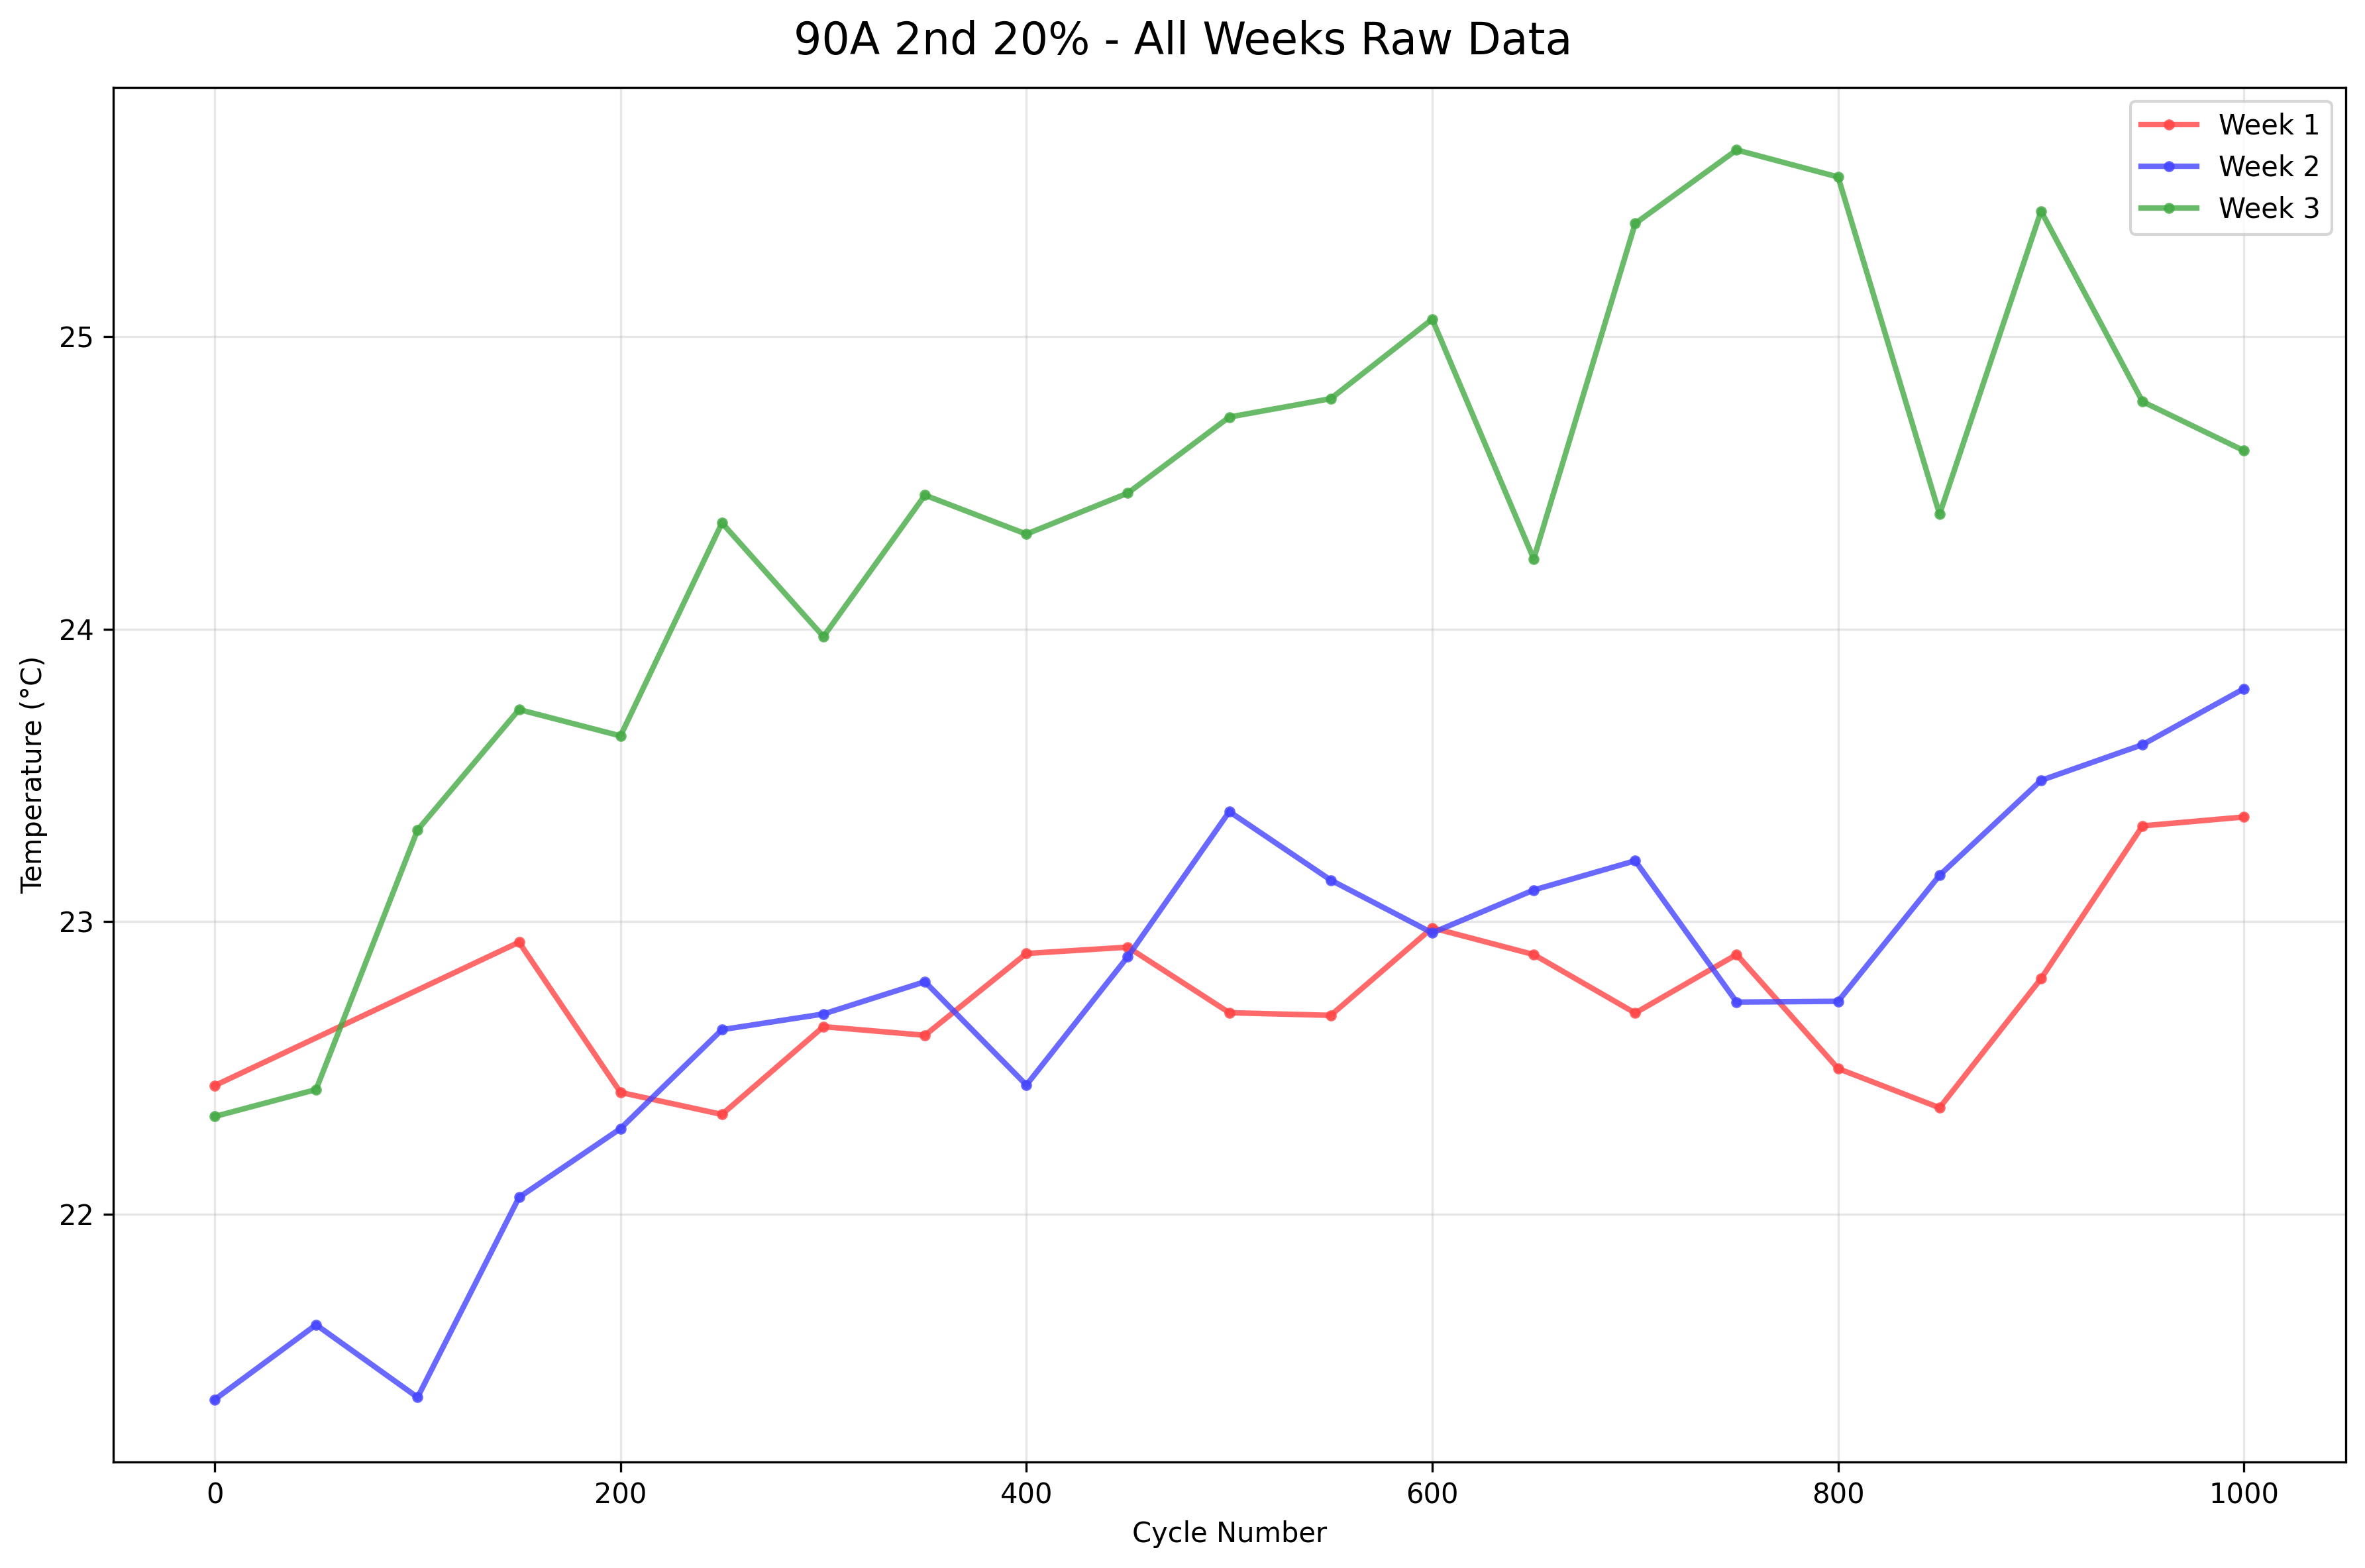 90A 2nd 20% - All Weeks Raw Data
Week 1
Week 2
Week 3
25
24
23
22
Temperature (°C)
0 200 400 600 800 1000
Cycle Number